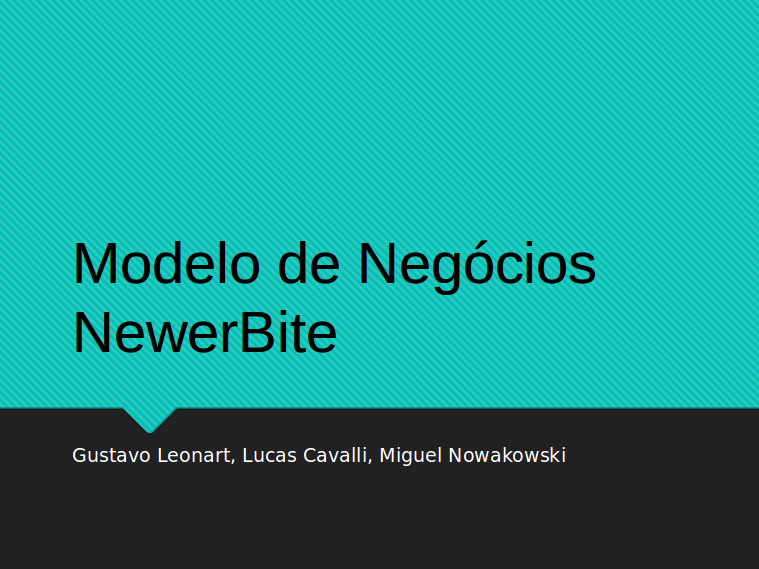 Modelo de Negócios
NewerBite
Gustavo Leonart, Lucas Cavalli, Miguel Nowakowski